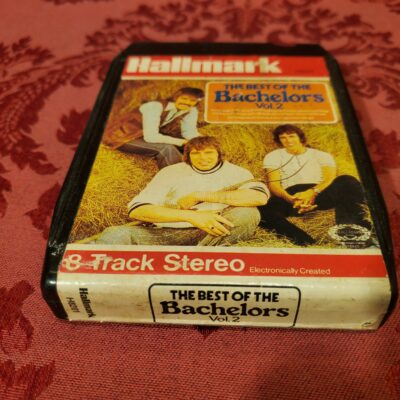 Hallmark
THE BEST OF THE
Bachelors
Vol.2
8 Track Stereo
Electronically Created
Hallmark
THE BEST OF THE
Bachelors
Vol.2